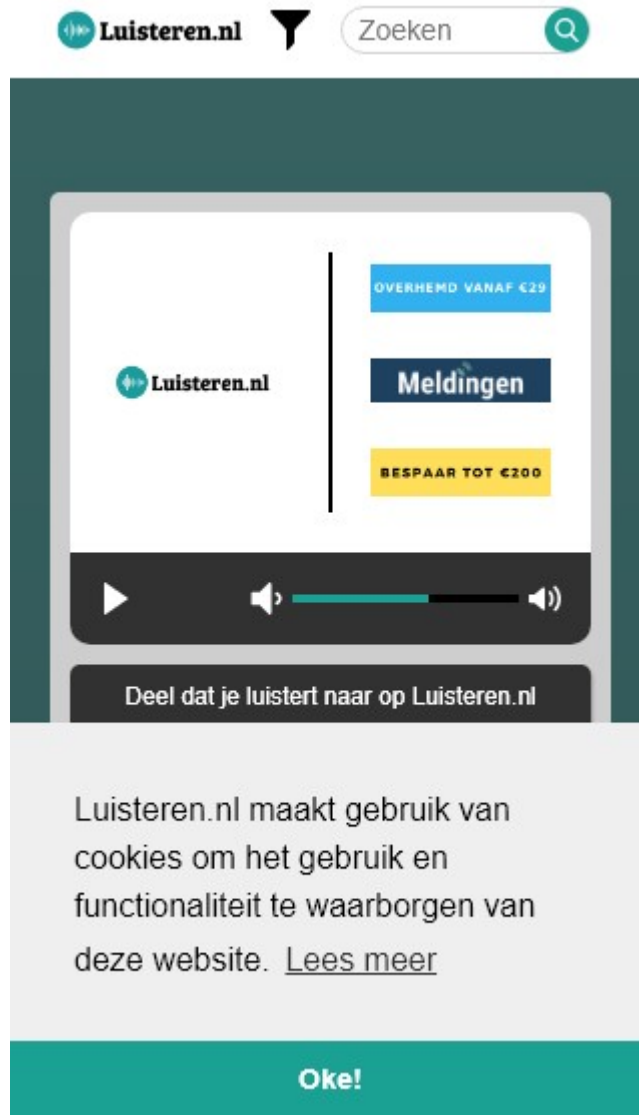 Luisteren.nl
Zoeken
OVERHEMD VANAF €29
Luisteren.nl
Meldingen
BESPAAR TOT €200
Deel dat je luistert naar op Luisteren.nl
Luisteren.nl maakt gebruik van
cookies om het gebruik en
functionaliteit te waarborgen van
deze website. Lees meer
Oke!